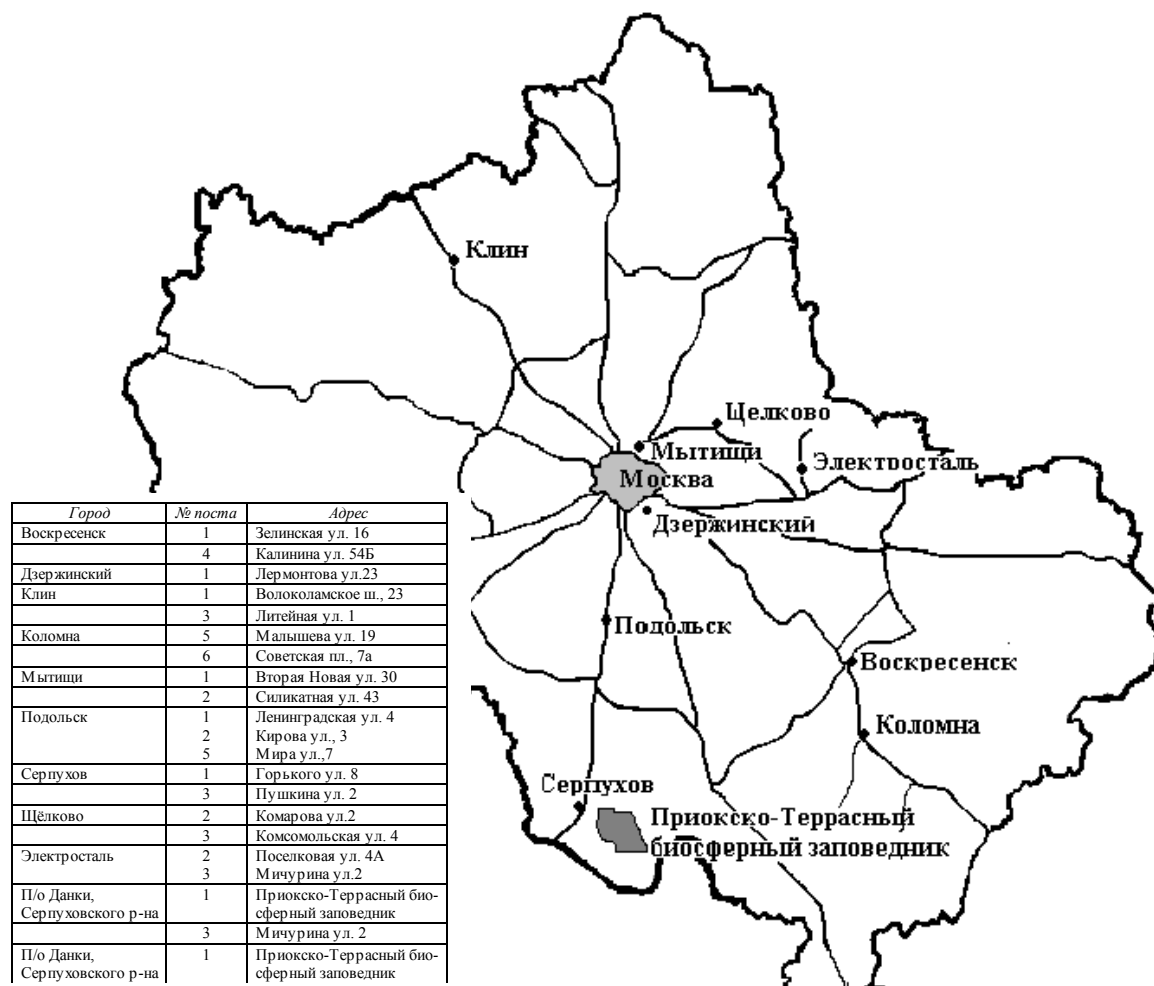 Клин
Щелково
Мытищи
Электросталь
Москва
Дзержинский
Подольск
Воскресенск
Коломна
Серпухов
Приокско-Террасный
биосферный заповедник
Город № поста Адрес
Воскресенск 1 Зелинская ул. 16
4 Калинина ул. 54Б
Дзержинский 1 Лермонтова ул.23
Клин 1 Волоколамское ш., 23
3 Литейная ул. 1
Коломна 5 Малышева ул. 19
6 Советская пл., 7а
Мытищи 1 Вторая Новая ул. 30
2 Силикатная ул. 43
Подольск 1 Ленинградская ул. 4
2 Кирова ул., 3
5 Мира ул.,7
Серпухов 1 Горького ул. 8
3 Пушкина ул. 2
Щёлково 2 Комарова ул.2
3 Комсомольская ул. 4
Электросталь 2 Поселковая ул. 4А
3 Мичурина ул.2
П/о Данки, 1 Приокско-Террасный био-
Серпуховского р-на сферный заповедник
3 Мичурина ул. 2
П/о Данки, 1 Приокско-Террасный био-
Серпуховского р-на сферный заповедник